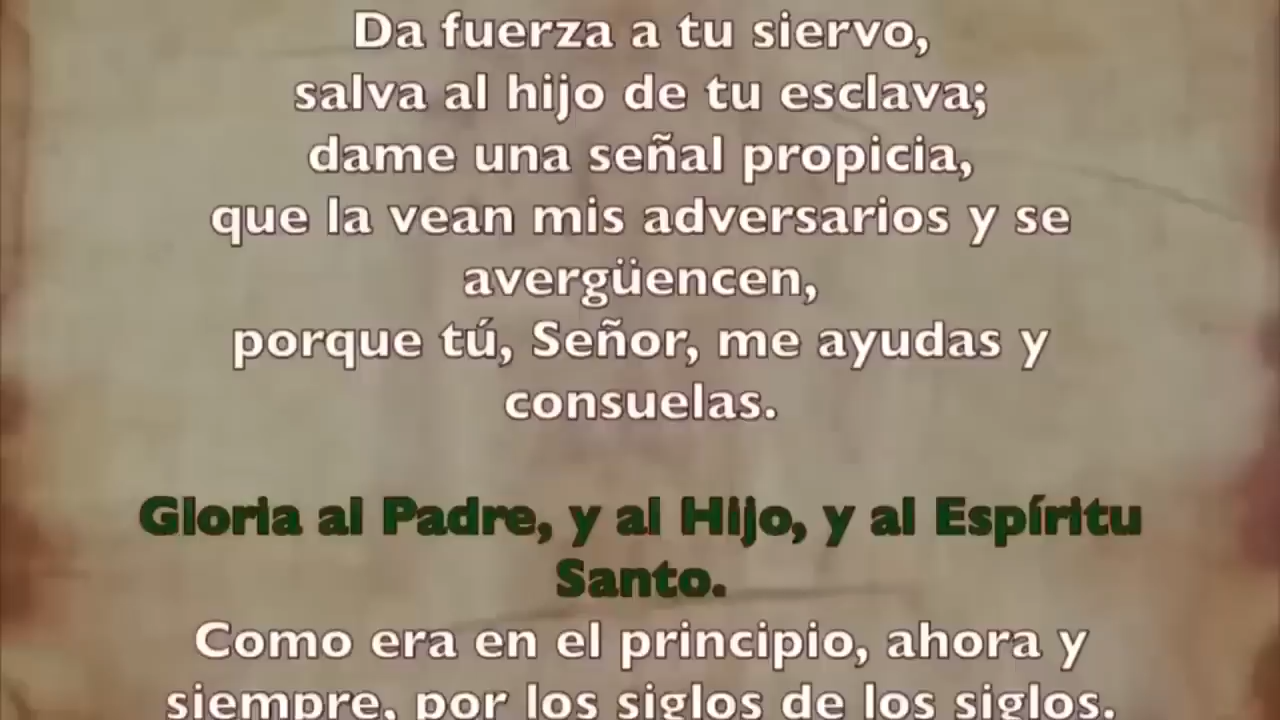 Da fuerza a tu siervo,
salva al hijo de tu esclava;
dame una señal propicia,
que la vean mis adversarios y se
avergüencen,
porque tú, Señor, me ayudas y
consuelas.
Gloria al Padre, y al Hijo, y al Espíritu
Santo.
Como era en el principio, ahora y
siempre, por los siglos de los siglos.